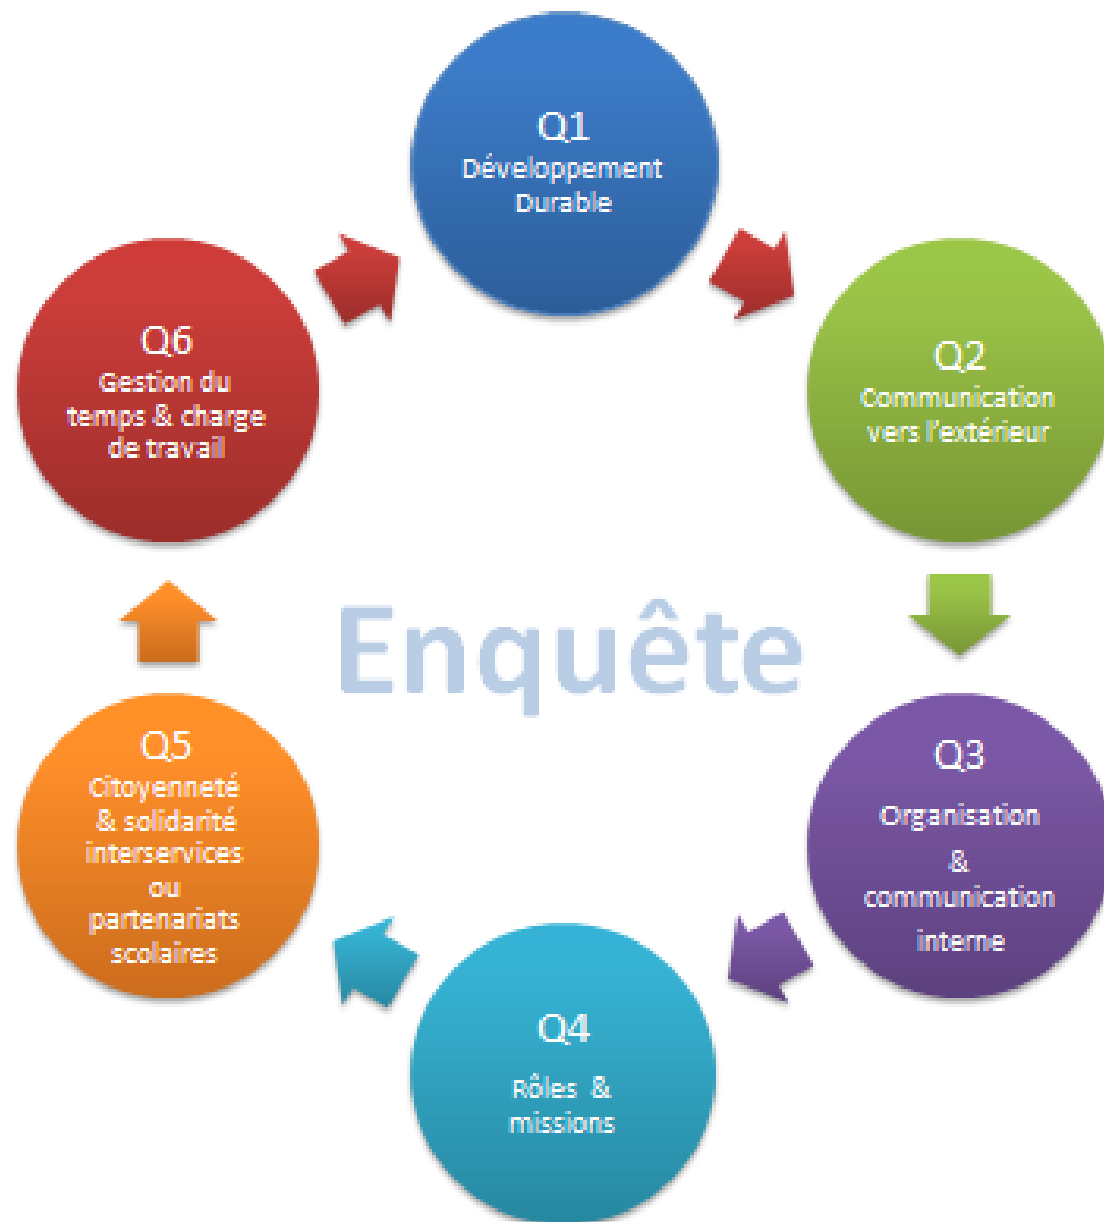 Q1
Développement
Durable
Q2
Communication
vers l'extérieur
Q3
Organisation
&
communication
interne
Q4
Rôles &
missions
Q5
Citoyenneté
& solidarité
interservices
ou
partenariats
scolaires
Q6
Gestion du
temps & charge
de travail
Enquête